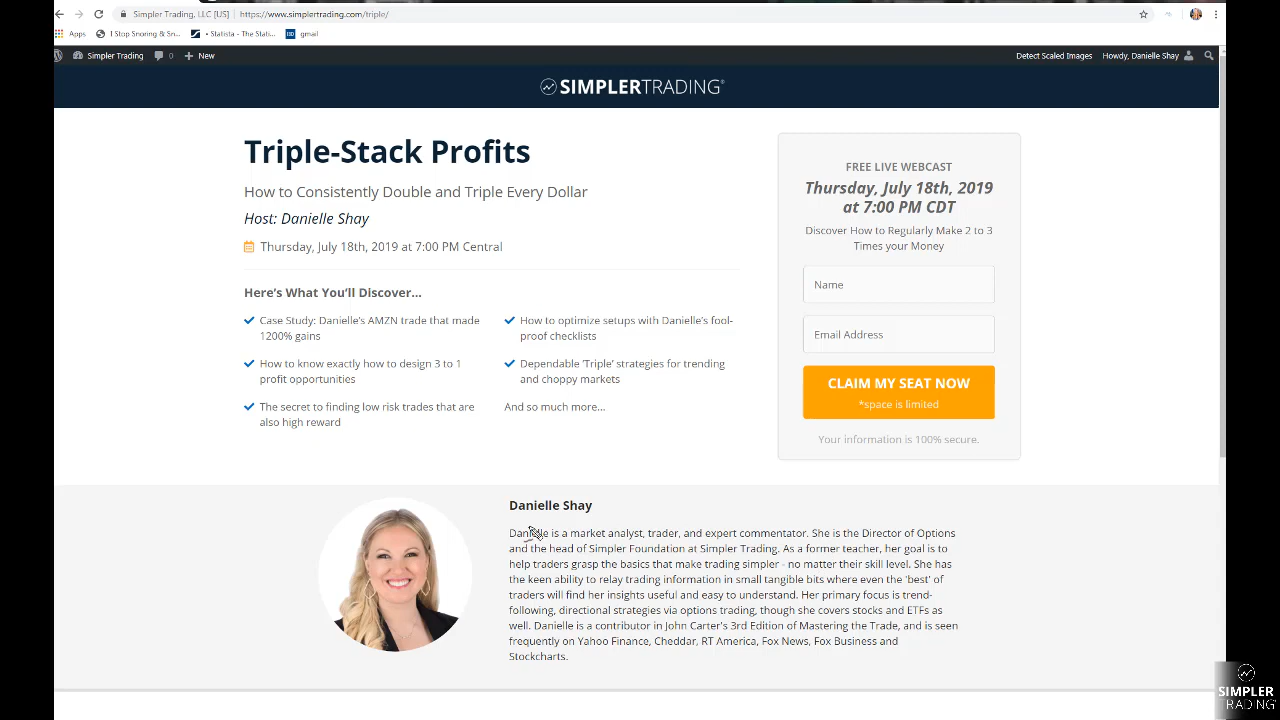 Simpler Trading, LLC [US] | https://www.simplertrading.com/triple/
Apps I Stop Snoring & Sn... • Statista - The Stati... gmail
Simpler Trading 0 New Detect Scaled Images Howdy, Danielle Shay
SIMPLERTRADING®
Triple-Stack Profits
How to Consistently Double and Triple Every Dollar
Host: Danielle Shay
Thursday, July 18th, 2019 at 7:00 PM Central
Here's What You'll Discover...
Case Study: Danielle's AMZN trade that made
1200% gains
How to know exactly how to design 3 to 1
profit opportunities
The secret to finding low risk trades that are
also high reward
How to optimize setups with Danielle's fool-
proof checklists
Dependable 'Triple' strategies for trending
and choppy markets
And so much more...
FREE LIVE WEBCAST
Thursday, July 18th, 2019
at 7:00 PM CDT
Discover How to Regularly Make 2 to 3
Times your Money
Name
Email Address
CLAIM MY SEAT NOW
*space is limited
Your information is 100% secure.
Danielle Shay
Danielle is a market analyst, trader, and expert commentator. She is the Director of Options
and the head of Simpler Foundation at Simpler Trading. As a former teacher, her goal is to
help traders grasp the basics that make trading simpler - no matter their skill level. She has
the keen ability to relay trading information in small tangible bits where even the 'best' of
traders will find her insights useful and easy to understand. Her primary focus is trend-
following, directional strategies via options trading, though she covers stocks and ETFs as
well. Danielle is a contributor in John Carter's 3rd Edition of Mastering the Trade, and is seen
frequently on Yahoo Finance, Cheddar, RT America, Fox News, Fox Business and
Stockcharts.
SIMPLER
TRADING®